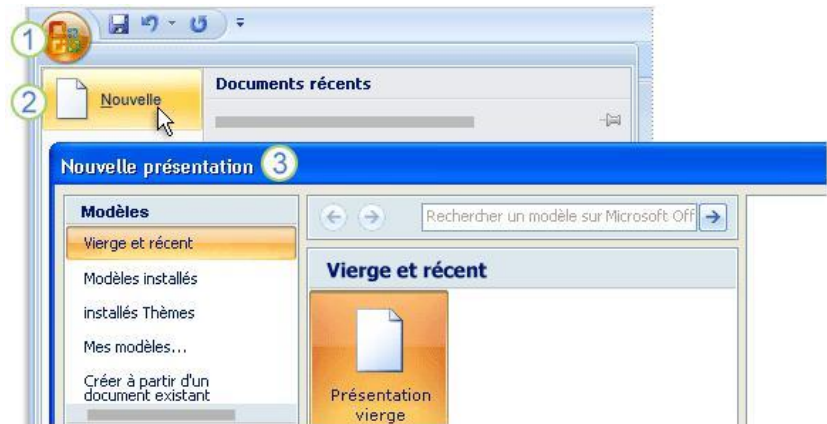 1
2
Nouvelle
Documents récents
Nouvelle présentation 3
Modèles
Vierge et récent
Modèles installés
installés Thèmes
Mes modèles...
Créer à partir d'un
document existant
Rechercher un modèle sur Microsoft Off
Vierge et récent
Présentation
vierge